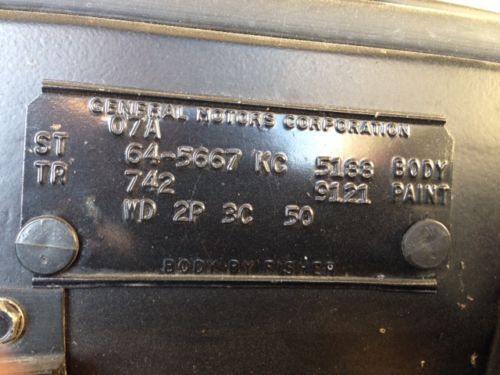 GENERAL MOTORS CORPORATION
07A
ST 64-5667 KC 5188 BODY
TR 742 9121 PAINT
WD 2P 3C 50
BODY BY FISHER